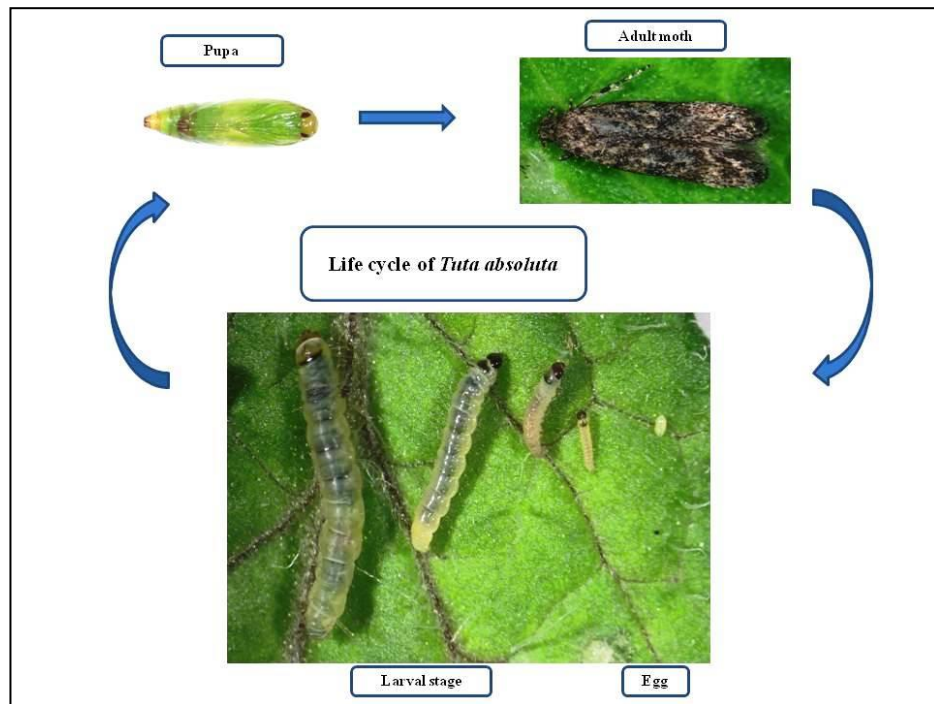 Pupa
Adult moth
Life cycle of Tuta absoluta
Larval stage
Egg